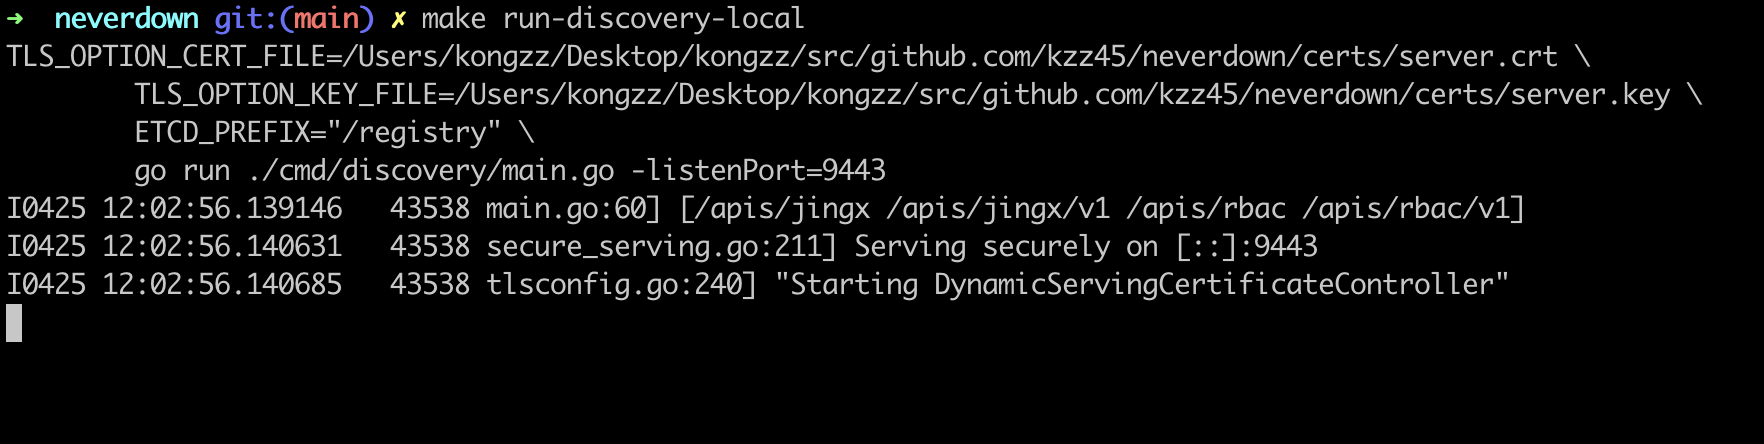 ➜  neverdown git:(main) ✗ make run-discovery-local
TLS_OPTION_CERT_FILE=/Users/kongzz/Desktop/kongzz/src/github.com/kzz45/neverdown/certs/server.crt \
        TLS_OPTION_KEY_FILE=/Users/kongzz/Desktop/kongzz/src/github.com/kzz45/neverdown/certs/server.key \
        ETCD_PREFIX="/registry" \
        go run ./cmd/discovery/main.go -listenPort=9443
I0425 12:02:56.139146   43538 main.go:60] [/apis/jingx /apis/jingx/v1 /apis/rbac /apis/rbac/v1]
I0425 12:02:56.140631   43538 secure_serving.go:211] Serving securely on [::]:9443
I0425 12:02:56.140685   43538 tlsconfig.go:240] "Starting DynamicServingCertificateController"